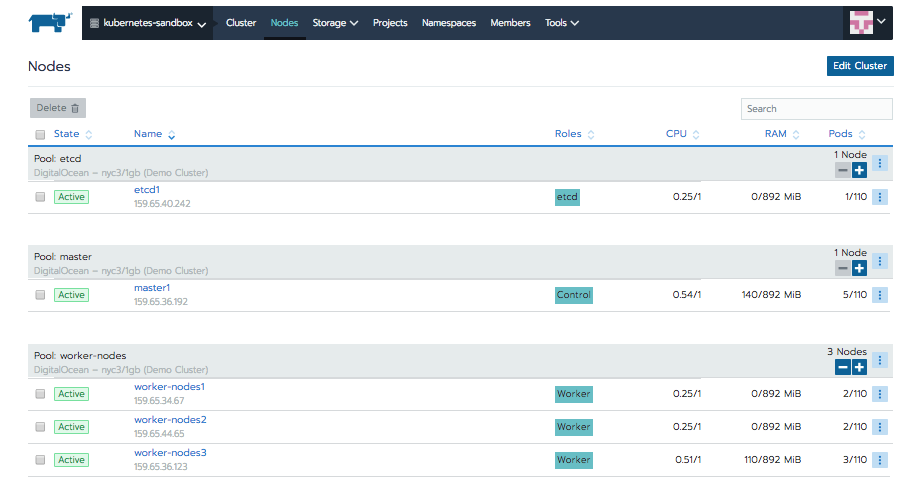 kubernetes-sandbox Cluster Nodes Storage Projects Namespaces Members Tools
Nodes
Edit Cluster
Delete
Search
State Name Roles CPU RAM Pods
Pool: etcd
1 Node
DigitalOcean – nyc3/1gb (Demo Cluster)
Active etcd1 etcd 0.25/1 0/892 MiB 1/110
159.65.40.242
Pool: master
1 Node
DigitalOcean – nyc3/1gb (Demo Cluster)
Active master1 Control 0.54/1 140/892 MiB 5/110
159.65.36.192
Pool: worker-nodes
3 Nodes
DigitalOcean – nyc3/1gb (Demo Cluster)
Active worker-nodes1 Worker 0.25/1 0/892 MiB 2/110
159.65.34.67
Active worker-nodes2 Worker 0.25/1 0/892 MiB 2/110
159.65.44.65
Active worker-nodes3 Worker 0.51/1 110/892 MiB 3/110
159.65.36.123